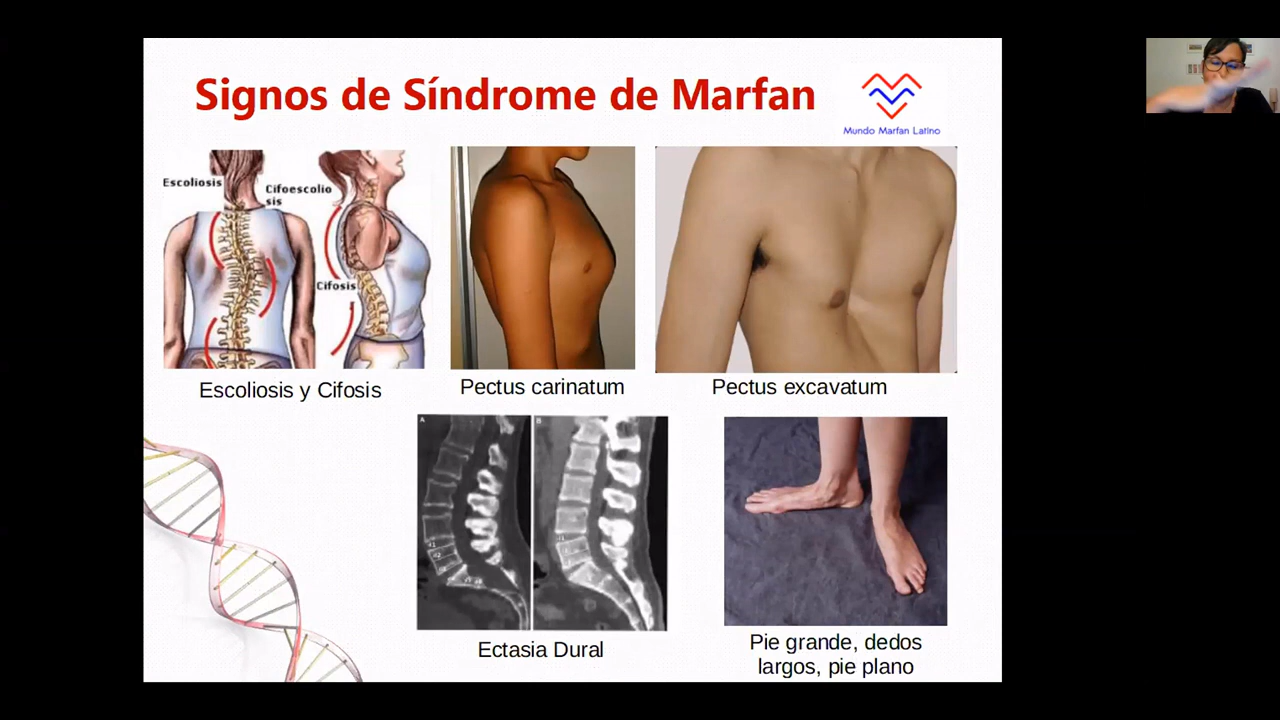 Signos de Síndrome de Marfan
Mundo Marfan Latino
Escoliosis
Cifoescolio
sis
Cifosis
Escoliosis y Cifosis
Pectus carinatum
Pectus excavatum
A
B
Ectasia Dural
Pie grande, dedos
largos, pie plano